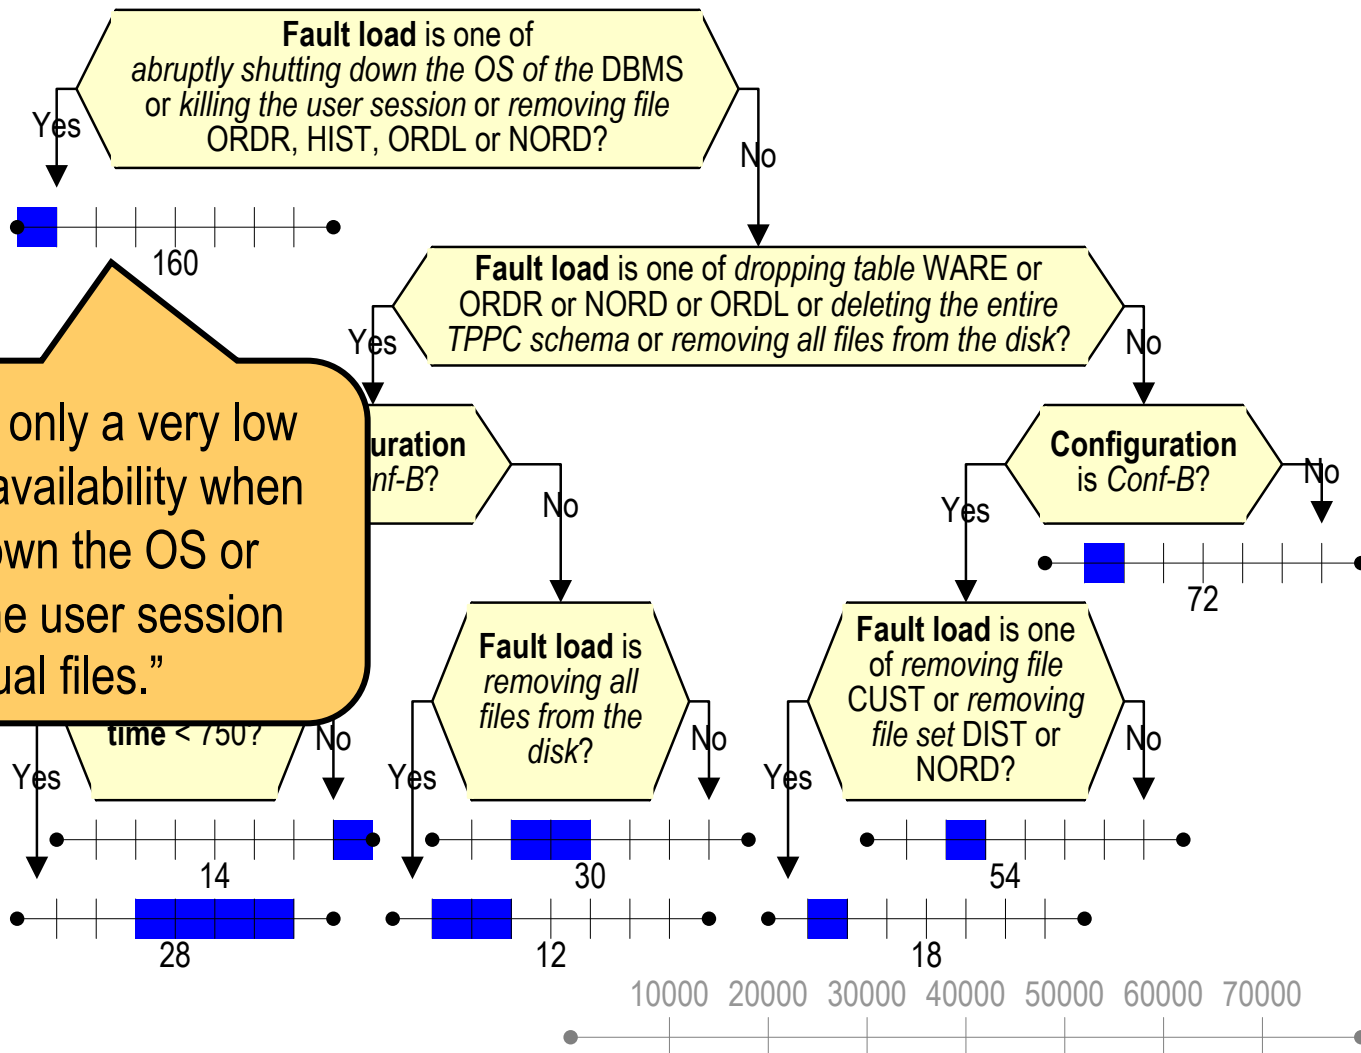 Fault load is one of
abruptly shutting down the OS of the DBMS
or killing the user session or removing file
ORDR, HIST, ORDL or NORD?
Yes
No
160
Fault load is one of dropping table WARE or
ORDR or NORD or ORDL or deleting the entire
TPPC schema or removing all files from the disk?
Yes
No
only a very low
availability when
own the OS or
he user session
ual files.”
uration
nf-B?
No
Configuration
is Conf-B?
Yes
No
72
Fault load is
removing all
files from the
disk?
Yes
No
Fault load is one
of removing file
CUST or removing
file set DIST or
NORD?
Yes
No
time < 750?
Yes
No
14
30
54
28
12
18
10000 20000 30000 40000 50000 60000 70000